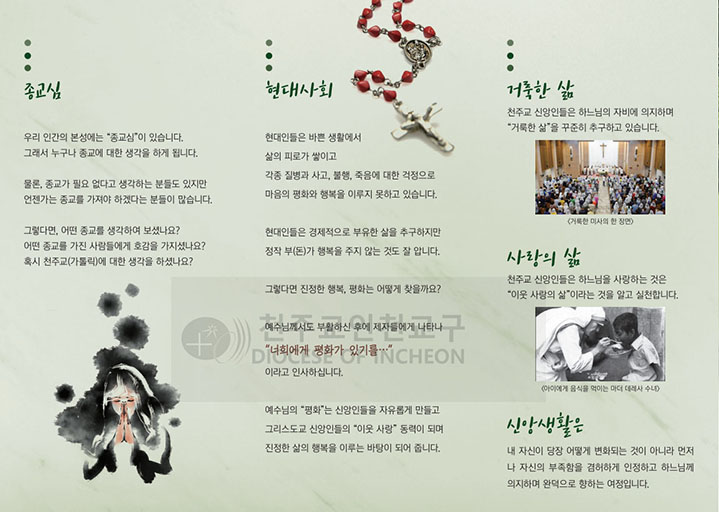 종교심
우리 인간의 본성에는 "종교심"이 있습니다.
그래서 누구나 종교에 대한 생각을 하게 됩니다.
물론, 종교가 필요 없다고 생각하는 분들도 있지만
언젠가는 종교를 가져야 하겠다는 분들이 많습니다.
그렇다면, 어떤 종교를 생각하여 보셨나요?
어떤 종교를 가진 사람들에게 호감을 가지셨나요?
혹시 천주교(가톨릭)에 대한 생각을 하셨나요?
현대사회
현대인들은 바쁜 생활에서
삶의 피로가 쌓이고
각종 질병과 사고, 불행, 죽음에 대한 걱정으로
마음의 평화와 행복을 이루지 못하고 있습니다.
현대인들은 경제적으로 부유한 삶을 추구하지만
정작 부(돈)가 행복을 주지 않는 것도 잘 압니다.
그렇다면 진정한 행복, 평화는 어떻게 찾을까요?
예수님께서도 부활하신 후에 제자들에게 나타나
"너희에게 평화가 있기를…"
이라고 인사하십니다.
예수님의 "평화"는 신앙인들을 자유롭게 만들고
그리스도교 신앙인들의 "이웃 사랑" 동력이 되며
진정한 삶의 행복을 이루는 바탕이 되어 줍니다.
천주교인천교구
DIOCESE OF INCHEON
거룩한 삶
천주교 신앙인들은 하느님의 자비에 의지하며
"거룩한 삶"을 꾸준히 추구하고 있습니다.
<거룩한 미사의 한 장면>
사랑의 삶
천주교 신앙인들은 하느님을 사랑하는 것은
"이웃 사랑의 삶"이라는 것을 알고 실천합니다.
<아이에게 음식을 먹이는 마더 데레사 수녀>
신앙생활은
내 자신이 당장 어떻게 변화되는 것이 아니라 먼저
나 자신의 부족함을 겸허하게 인정하고 하느님께
의지하며 완덕으로 향하는 여정입니다.